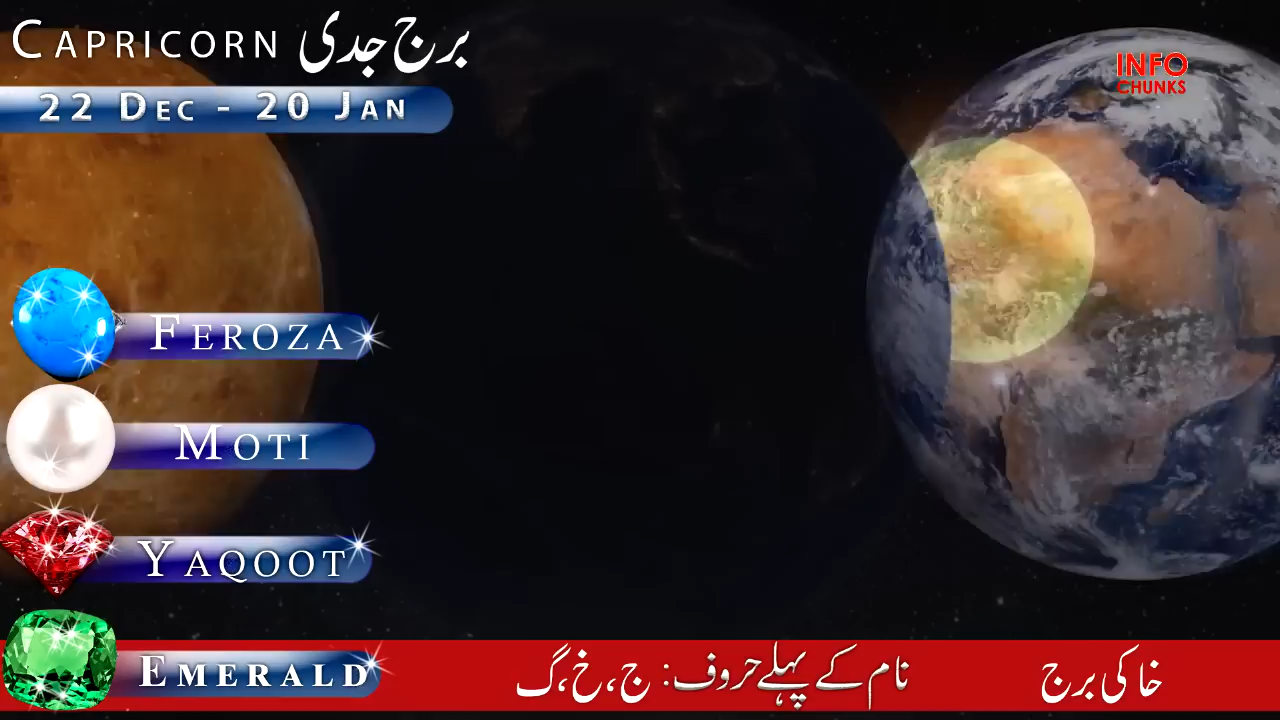 CAPRICORN برج جدی
22 DEC - 20 JAN
INFO
CHUNKS
FEROZA
MOTI
YAQOOT
EMERALD
نام کے پہلے حروف: ج، خ، گ
خاکی برج